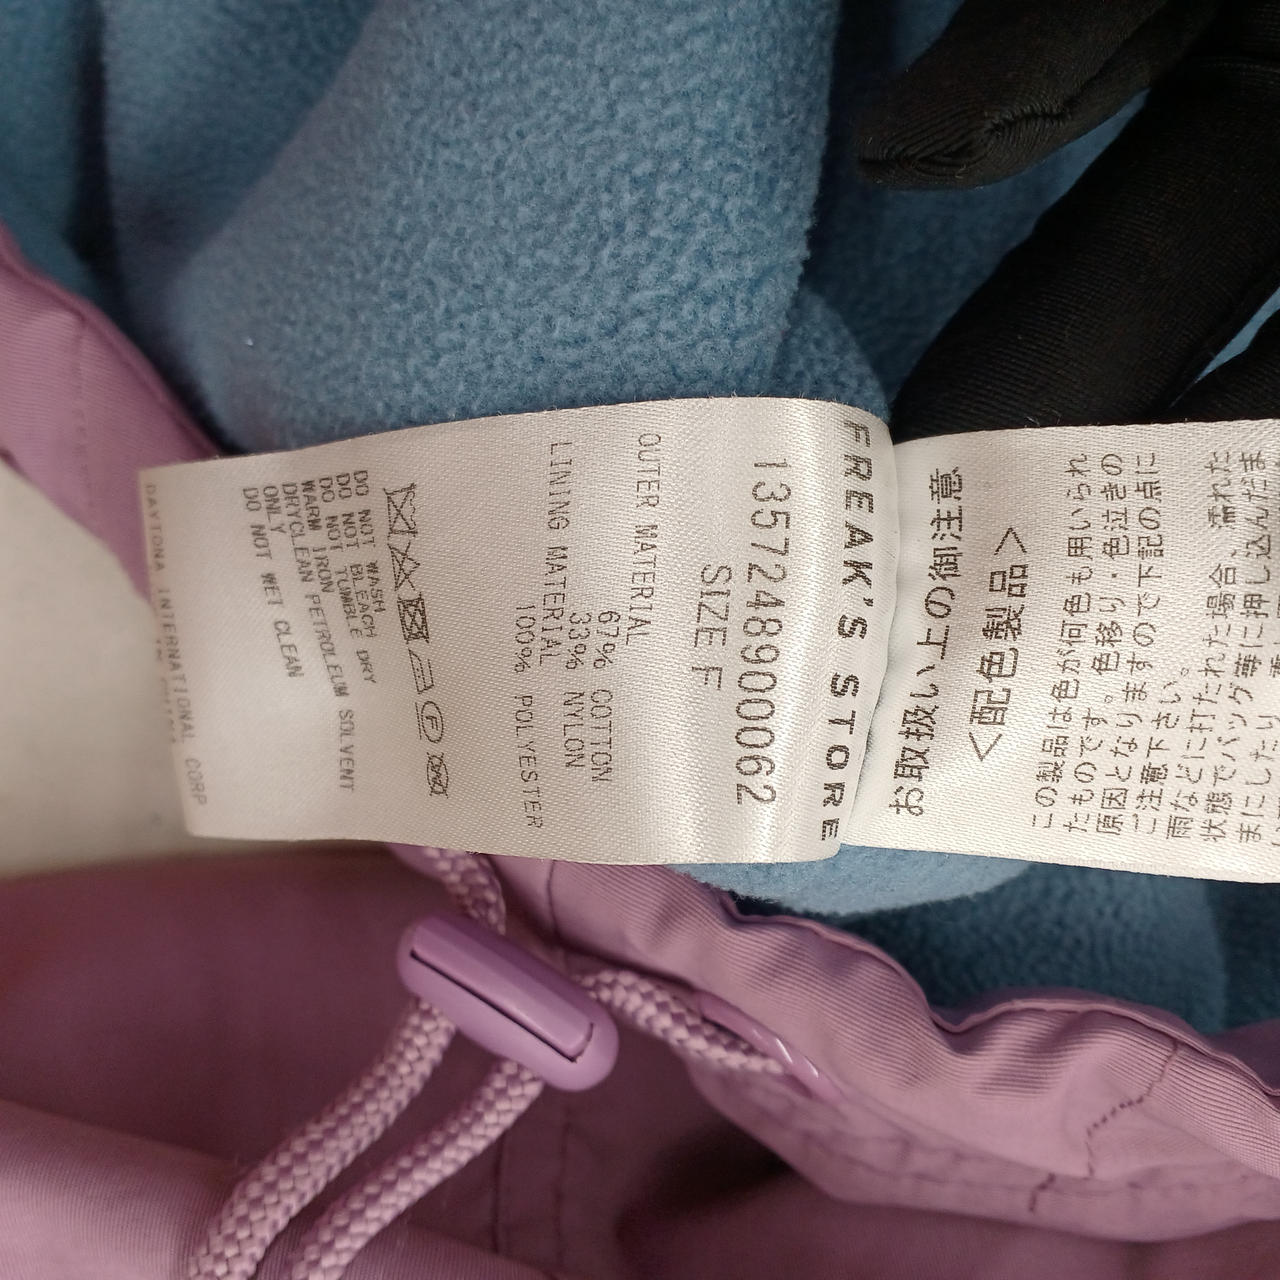 FREAK'S STORE
13572489000062
SIZE F
OUTER MATERIAL
67% COTTON
33% NYLON
LINING MATERIAL
100% POLYESTER
DO NOT WASH
DO NOT BLEACH
DO NOT TUMBLE DRY
WARM IRON
DRYCLEAN PETROLEUM SOLVENT
ONLY
DO NOT WET CLEAN
DAYTONA INTERNATIONAL CORP
お取扱い上の御注意
＜配色製品＞
この製品は色が何色も用いられ
たものです。色移り・色泣きの
原因となりますので下記の点に
ご注意下さい。
雨などに打たれた場合、濡れた
状態でバッグ等に押し込んだま
まにしたり